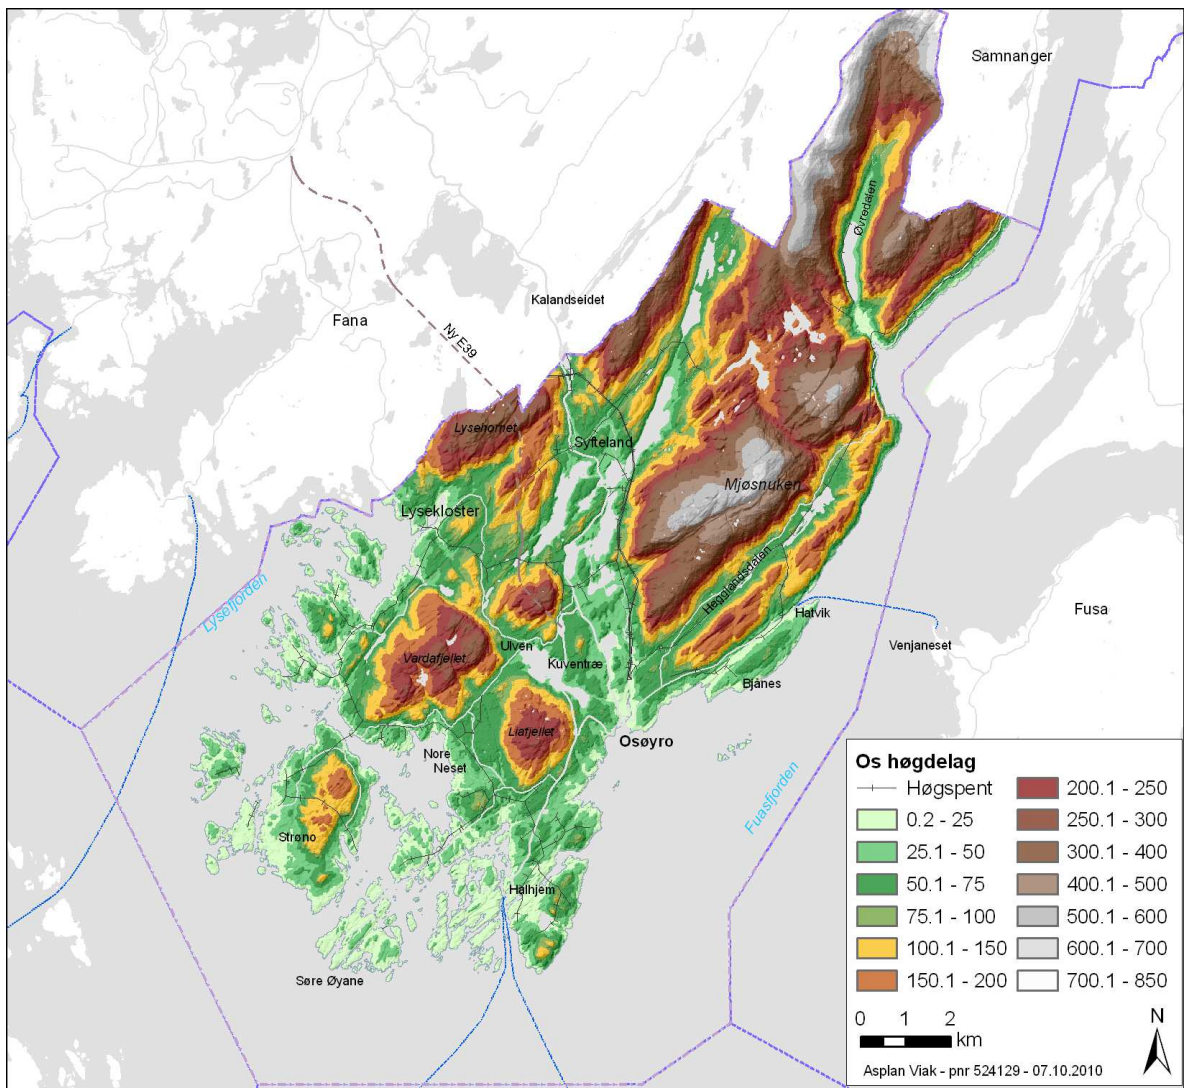 Samnanger
Øvredalen
Kalandseidet
Fana
Ny E39
Lysehornet
Syfteland
Mjøsnuken
Lysekloster
Hegglandsdalen
Lysefjorden
Hatvik
Fusa
Ulven
Venjaneset
Kuventræ
Vardafjellet
Bjånes
Liafjellet
Osøyro
Nore
Neset
Fuasfjorden
Strøno
Halhjem
Søre Øyane
Os høgdelag
Høgspent
0.2 - 25
25.1 - 50
50.1 - 75
75.1 - 100
100.1 - 150
150.1 - 200
200.1 - 250
250.1 - 300
300.1 - 400
400.1 - 500
500.1 - 600
600.1 - 700
700.1 - 850
0 1 2
km
N
Asplan Viak - pnr 524129 - 07.10.2010